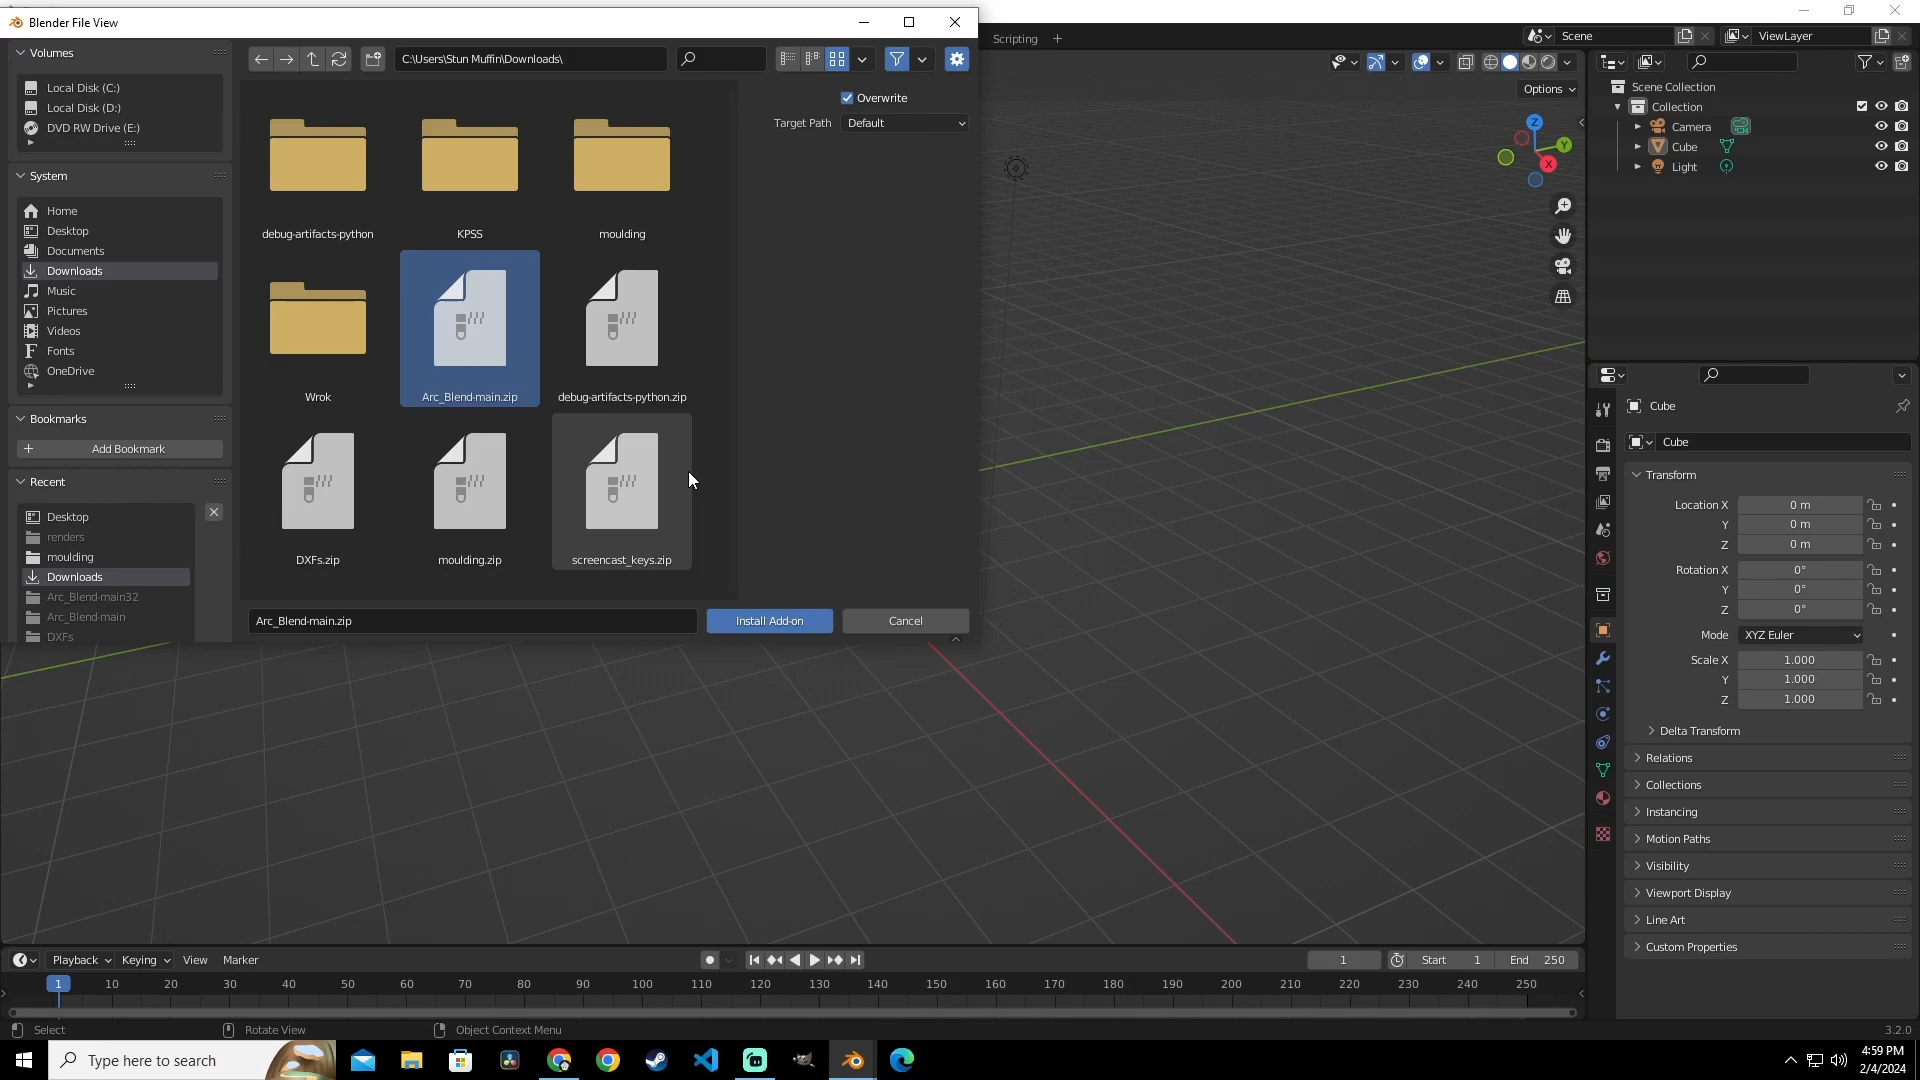 Blender File View
Volumes
Local Disk (C:)
Local Disk (D:)
DVD RW Drive (E:)
System
Home
Desktop
Documents
Downloads
Music
Pictures
Videos
Fonts
OneDrive
Bookmarks
Add Bookmark
Recent
Desktop
renders
moulding
Downloads
Arc_Blend-main32
Arc_Blend-main
DXFs
C:\Users\Stun Muffin\Downloads\
debug-artifacts-python
KPSS
moulding
Wrok
Arc_Blend-main.zip
debug-artifacts-python.zip
DXFs.zip
moulding.zip
screencast_keys.zip
Overwrite
Target Path Default
Arc_Blend-main.zip
Install Add-on
Cancel
Scripting
Scene
ViewLayer
Options
Z
Y
X
Scene Collection
Collection
Camera
Cube
Light
Cube
Cube
Transform
Location X 0 m
Y 0 m
Z 0 m
Rotation X 0°
Y 0°
Z 0°
Mode XYZ Euler
Scale X 1.000
Y 1.000
Z 1.000
Delta Transform
Relations
Collections
Instancing
Motion Paths
Visibility
Viewport Display
Line Art
Custom Properties
Playback Keying View Marker
1
Start 1
End 250
1 10 20 30 40 50 60 70 80 90 100 110 120 130 140 150 160 170 180 190 200 210 220 230 240 250
Select
Rotate View
Object Context Menu
3.2.0
Type here to search
4:59 PM
2/4/2024